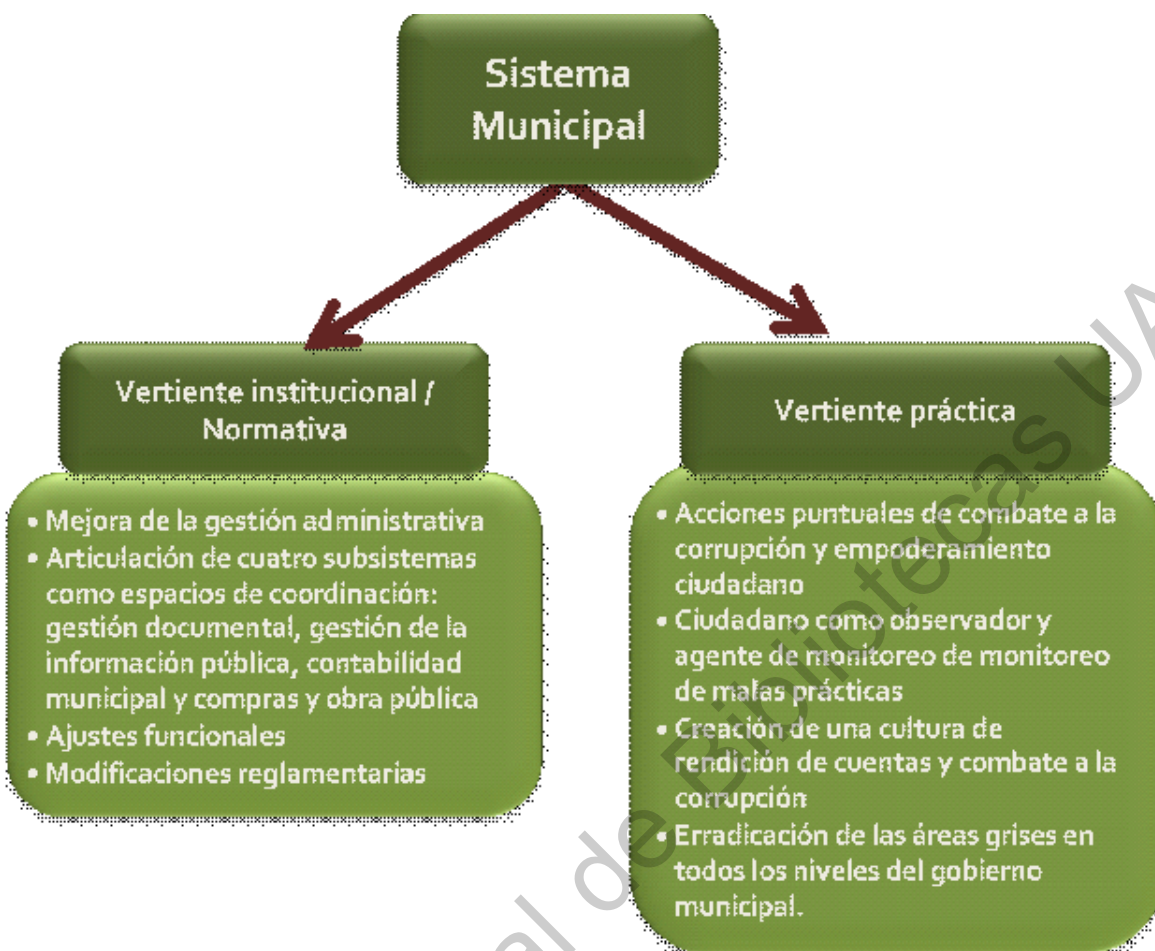 Sistema
Municipal
Vertiente institucional /
Normativa
• Mejora de la gestión administrativa
• Articulación de cuatro subsistemas
como espacios de coordinación:
gestión documental, gestión de la
información pública, contabilidad
municipal y compras y obra pública
• Ajustes funcionales
• Modificaciones reglamentarias
Vertiente práctica
• Acciones puntuales de combate a la
corrupción y empoderamiento
ciudadano
• Ciudadano como observador y
agente de monitoreo de monitoreo
de malas prácticas
• Creación de una cultura de
rendición de cuentas y combate a la
corrupción
• Erradicación de las áreas grises en
todos los niveles del gobierno
municipal.
de Bibliotecas